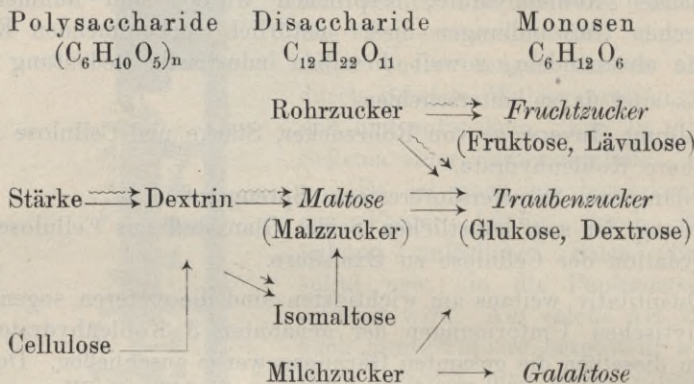 Polysaccharide Disaccharide Monosen
(C₆H₁₀O₅)ₙ C₁₂H₂₂O₁₁ C₆H₁₂O₆
Rohrzucker Fruchtzucker
(Fruktose, Lävulose)
Stärke Dextrin Maltose Traubenzucker
(Malzzucker) (Glukose, Dextrose)
Isomaltose
Cellulose
Milchzucker Galaktose